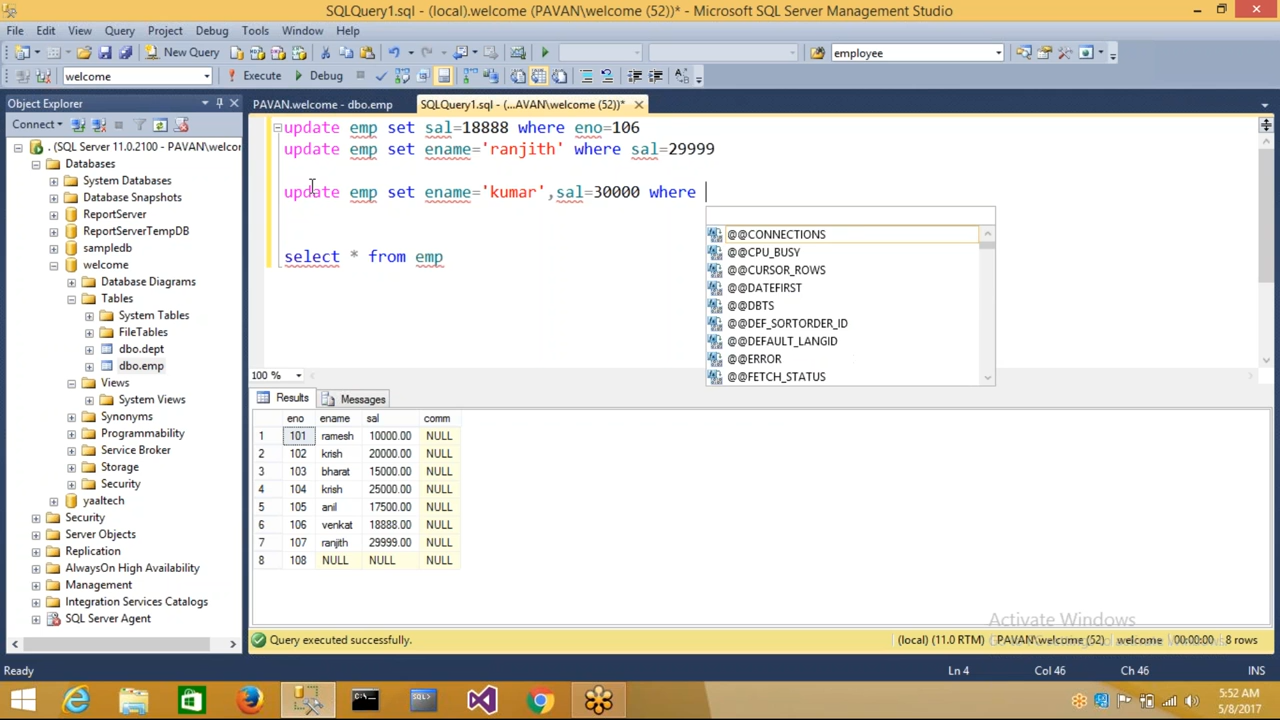 SQLQuery1.sql - (local).welcome (PAVAN\welcome (52))* - Microsoft SQL Server Management Studio
File Edit View Query Project Debug Tools Window Help
New Query employee
welcome Execute Debug
Object Explorer PAVAN.welcome - dbo.emp SQLQuery1.sql - (...AVAN\welcome (52))*
Connect
. (SQL Server 11.0.2100 - PAVAN\welcor
Databases
System Databases
Database Snapshots
ReportServer
ReportServerTempDB
sampledb
welcome
Database Diagrams
Tables
System Tables
FileTables
dbo.dept
dbo.emp
Views
System Views
Synonyms
Programmability
Service Broker
Storage
Security
yaaltech
Security
Server Objects
Replication
AlwaysOn High Availability
Management
Integration Services Catalogs
SQL Server Agent
update emp set sal=18888 where eno=106
update emp set ename='ranjith' where sal=29999
update emp set ename='kumar',sal=30000 where
select * from emp
@@CONNECTIONS
@@CPU_BUSY
@@CURSOR_ROWS
@@DATEFIRST
@@DBTS
@@DEF_SORTORDER_ID
@@DEFAULT_LANGID
@@ERROR
@@FETCH_STATUS
100 %
Results Messages
eno ename sal comm
1 101 ramesh 10000.00 NULL
2 102 krish 20000.00 NULL
3 103 bharat 15000.00 NULL
4 104 krish 25000.00 NULL
5 105 anil 17500.00 NULL
6 106 venkat 18888.00 NULL
7 107 ranjith 29999.00 NULL
8 108 NULL NULL NULL
Activate Windows
Query executed successfully. (local) (11.0 RTM) PAVAN\welcome (52) welcome 00:00:00 8 rows
Ready Ln 4 Col 46 Ch 46 INS
5:52 AM
5/8/2017